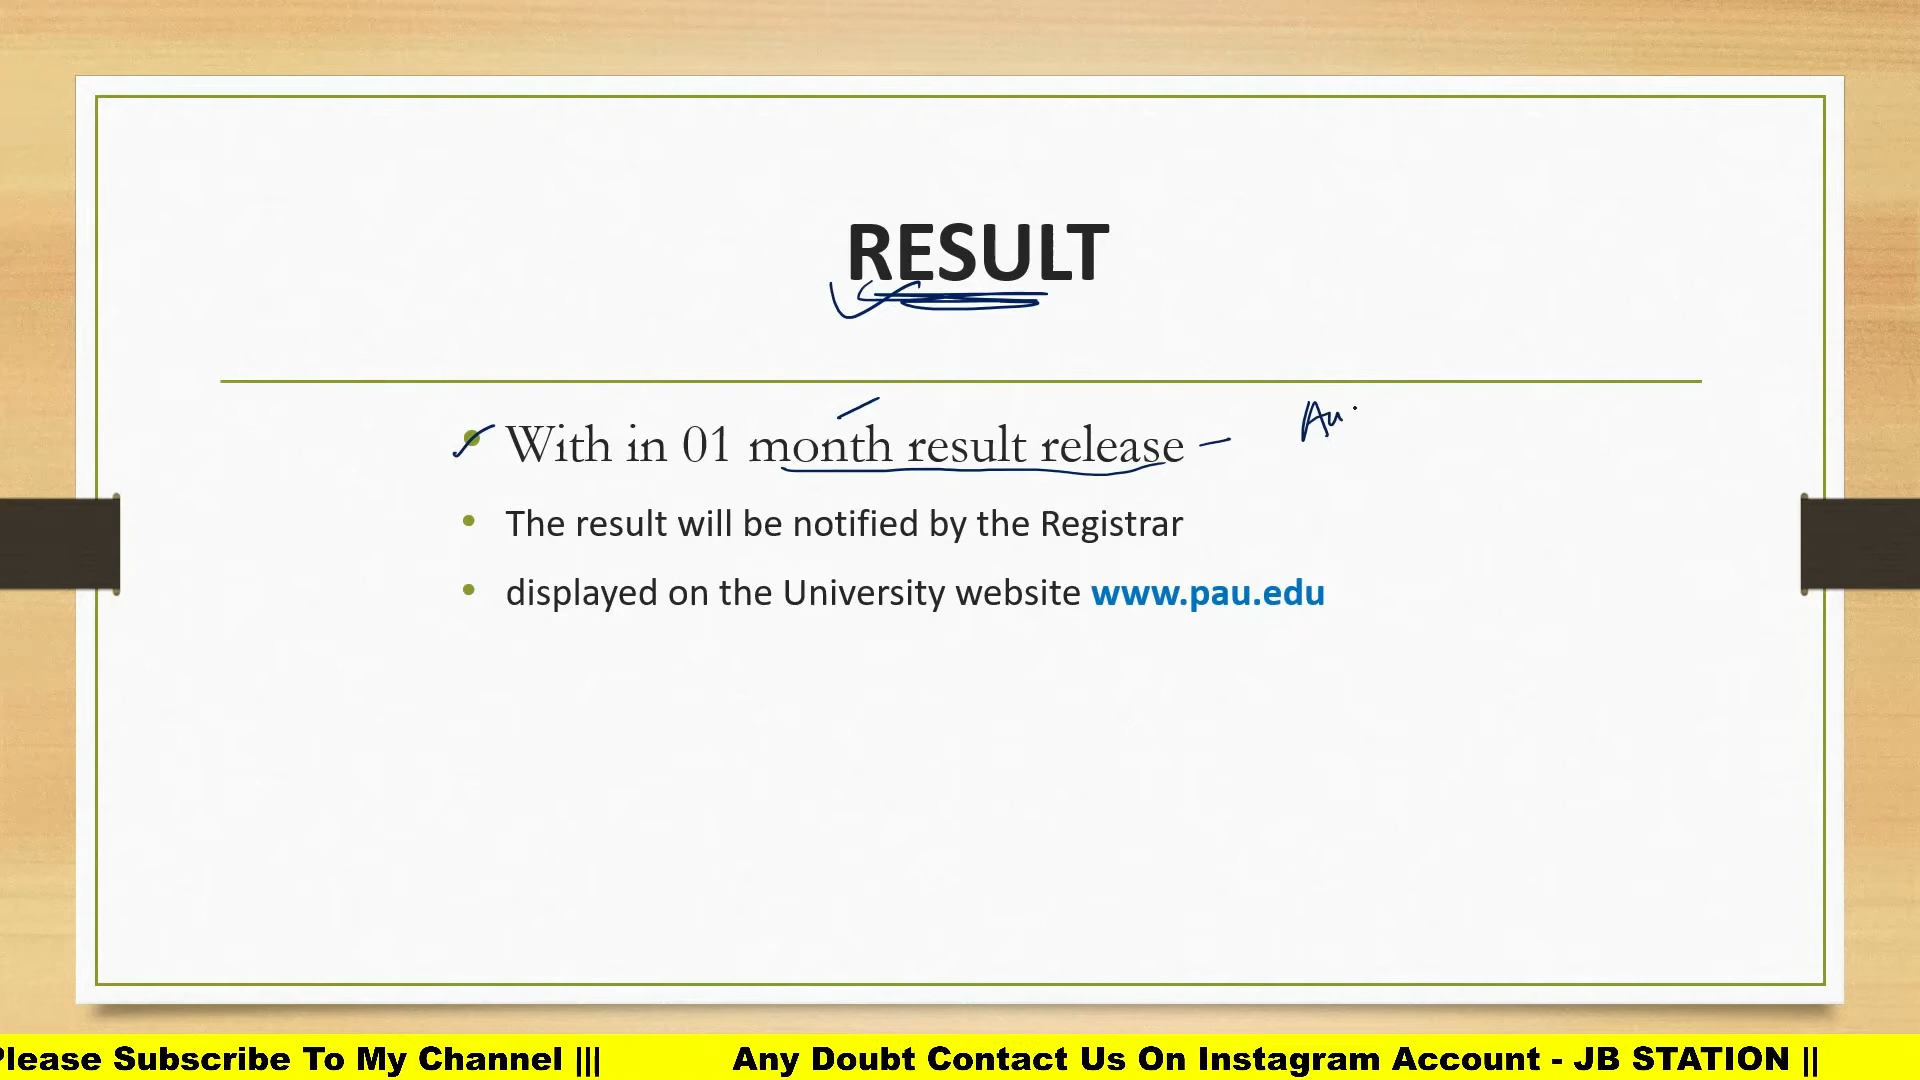 RESULT
With in 01 month result release – Au
The result will be notified by the Registrar
displayed on the University website www.pau.edu
Please Subscribe To My Channel ||| Any Doubt Contact Us On Instagram Account - JB STATION ||